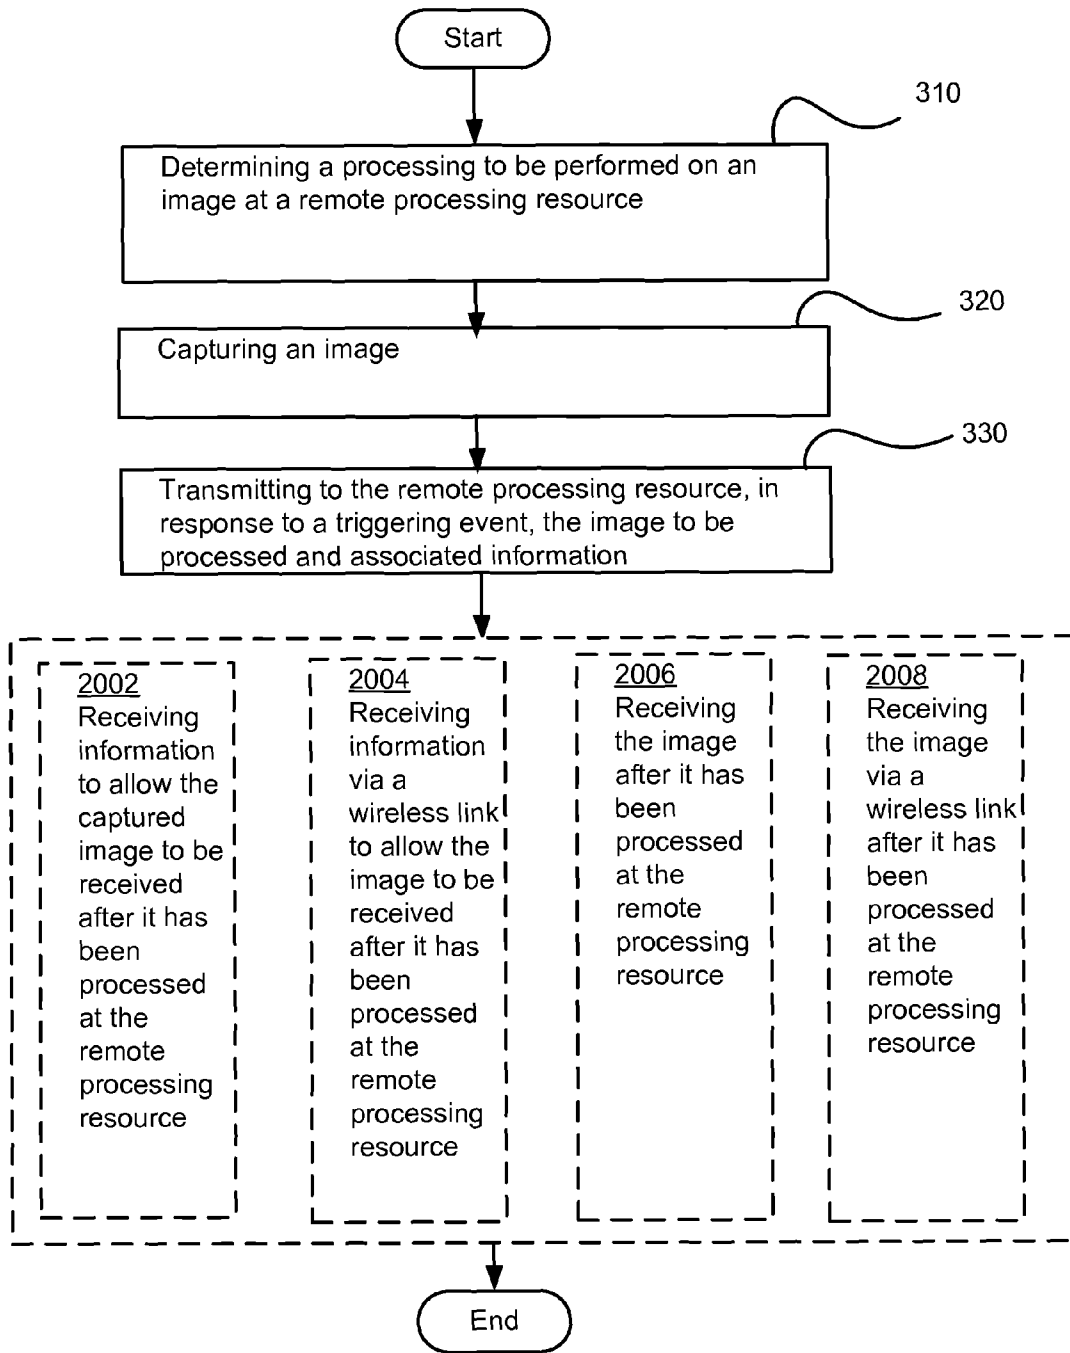 Start
310
Determining a processing to be performed on an
image at a remote processing resource
320
Capturing an image
330
Transmitting to the remote processing resource, in
response to a triggering event, the image to be
processed and associated information
2002
Receiving
information
to allow the
captured
image to be
received
after it has
been
processed
at the
remote
processing
resource
2004
Receiving
information
via a
wireless link
to allow the
image to be
received
after it has
been
processed
at the
remote
processing
resource
2006
Receiving
the image
after it has
been
processed
at the
remote
processing
resource
2008
Receiving
the image
via a
wireless link
after it has
been
processed
at the
remote
processing
resource
End